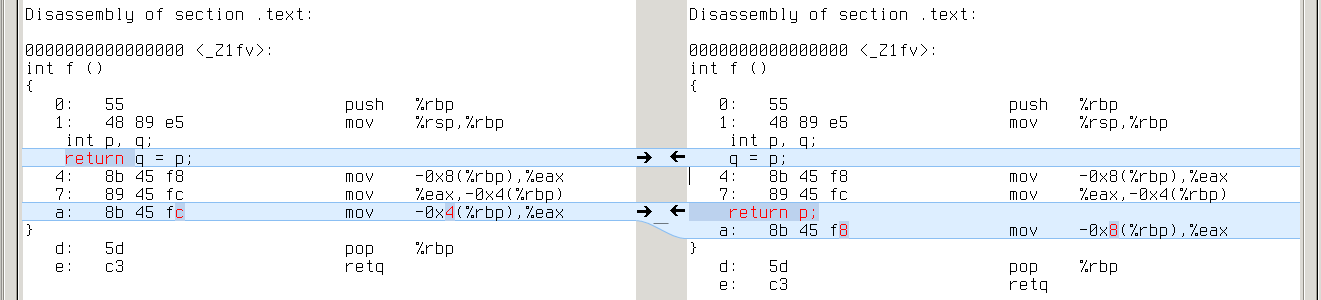 Disassembly of section .text:
0000000000000000 <_Z1fv>:
int f ()
{
0: 55 push %rbp
1: 48 89 e5 mov %rsp,%rbp
int p, q;
return q = p;
4: 8b 45 f8 mov -0x8(%rbp),%eax
7: 89 45 fc mov %eax,-0x4(%rbp)
a: 8b 45 fc mov -0x4(%rbp),%eax
}
d: 5d pop %rbp
e: c3 retq
Disassembly of section .text:
0000000000000000 <_Z1fv>:
int f ()
{
0: 55 push %rbp
1: 48 89 e5 mov %rsp,%rbp
int p, q;
q = p;
4: 8b 45 f8 mov -0x8(%rbp),%eax
7: 89 45 fc mov %eax,-0x4(%rbp)
return p;
a: 8b 45 f8 mov -0x8(%rbp),%eax
}
d: 5d pop %rbp
e: c3 retq